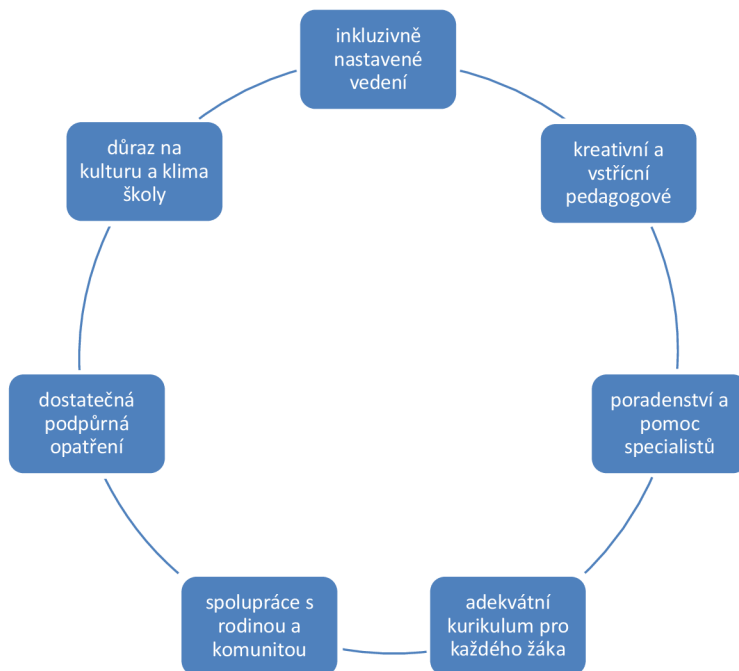 inkluzivně
nastavené
vedení
kreativní a
vstřícní
pedagogové
poradenství a
pomoc
specialistů
adekvátní
kurikulum pro
každého žáka
spolupráce s
rodinou a
komunitou
dostatečná
podpůrná
opatření
důraz na
kulturu a klima
školy